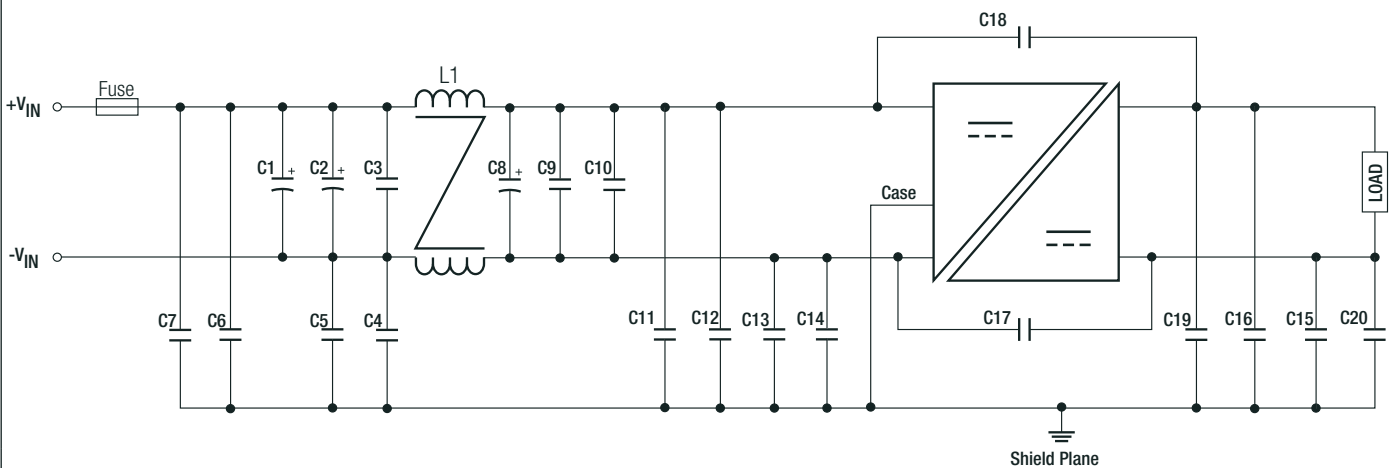 C18
L1
Fuse
+VIN
C1 +
C2 +
C3
C8 +
C9
C10
Case
LOAD
-VIN
C7
C6
C5
C4
C11
C12
C13
C14
C17
C19
C16
C15
C20
Shield Plane